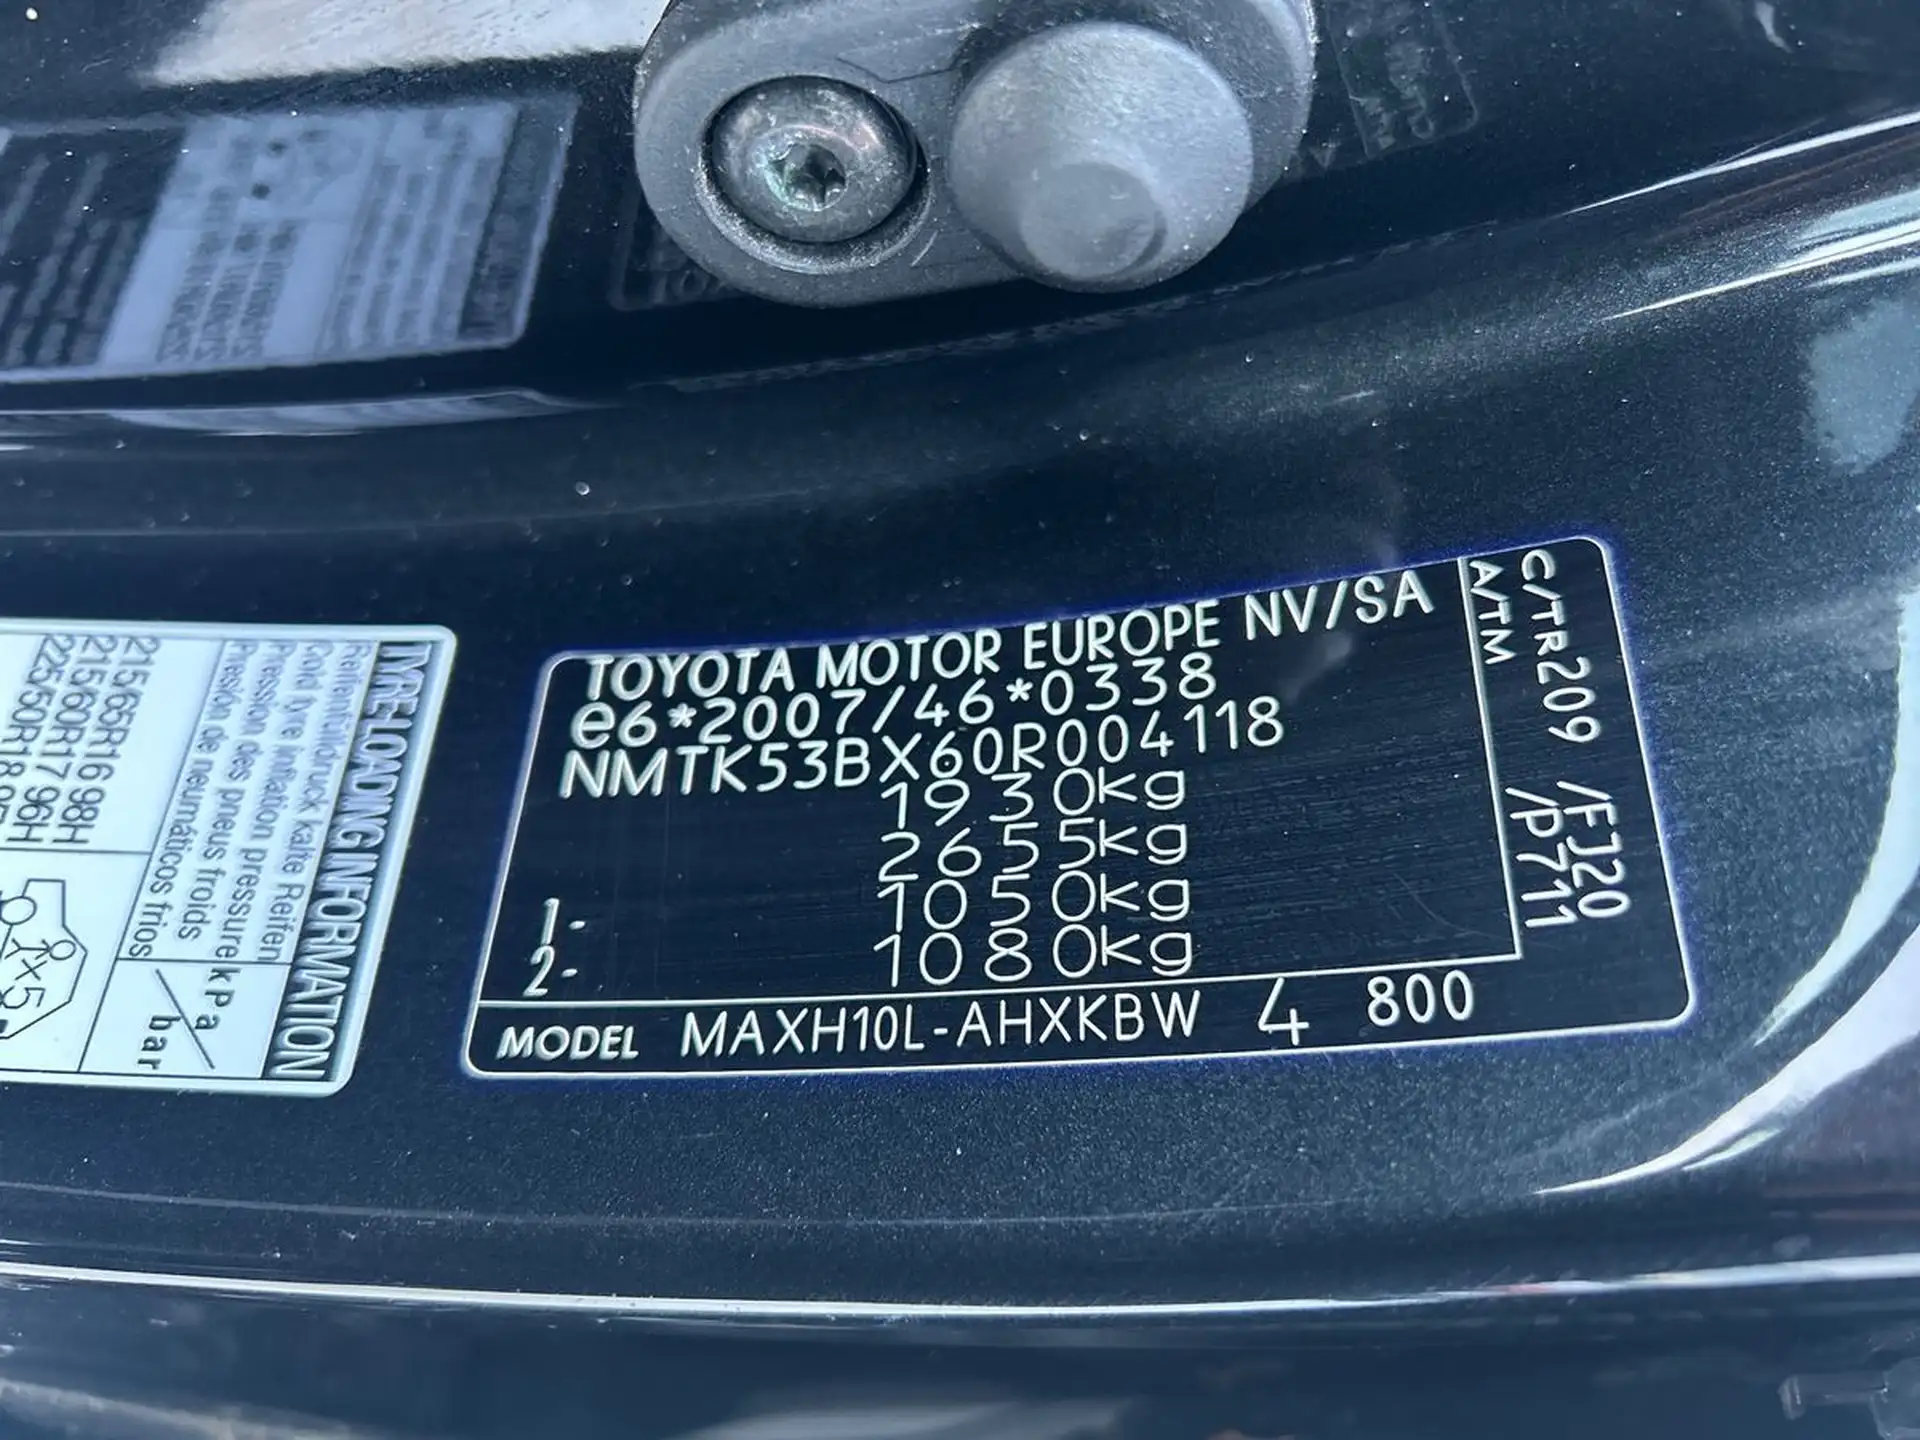 TOYOTA MOTOR EUROPE NV/SA
e6*2007/46*0338
NMTK53BX60R004118
1930kg
2655kg
1- 1050kg
2- 1080kg
MODEL MAXH10L-AHXKBW 4 800
C/TR209 /FJ20
A/TM /P711
TYRE-LOADING INFORMATION
Reifenfülldruck kalte Reifen
Cold tyre inflation pressure
Pression des pneus froids
Presión de neumáticos fríos
kPa/
bar
215 65R16 98H
215 60R17 96H
225 50R18
x5